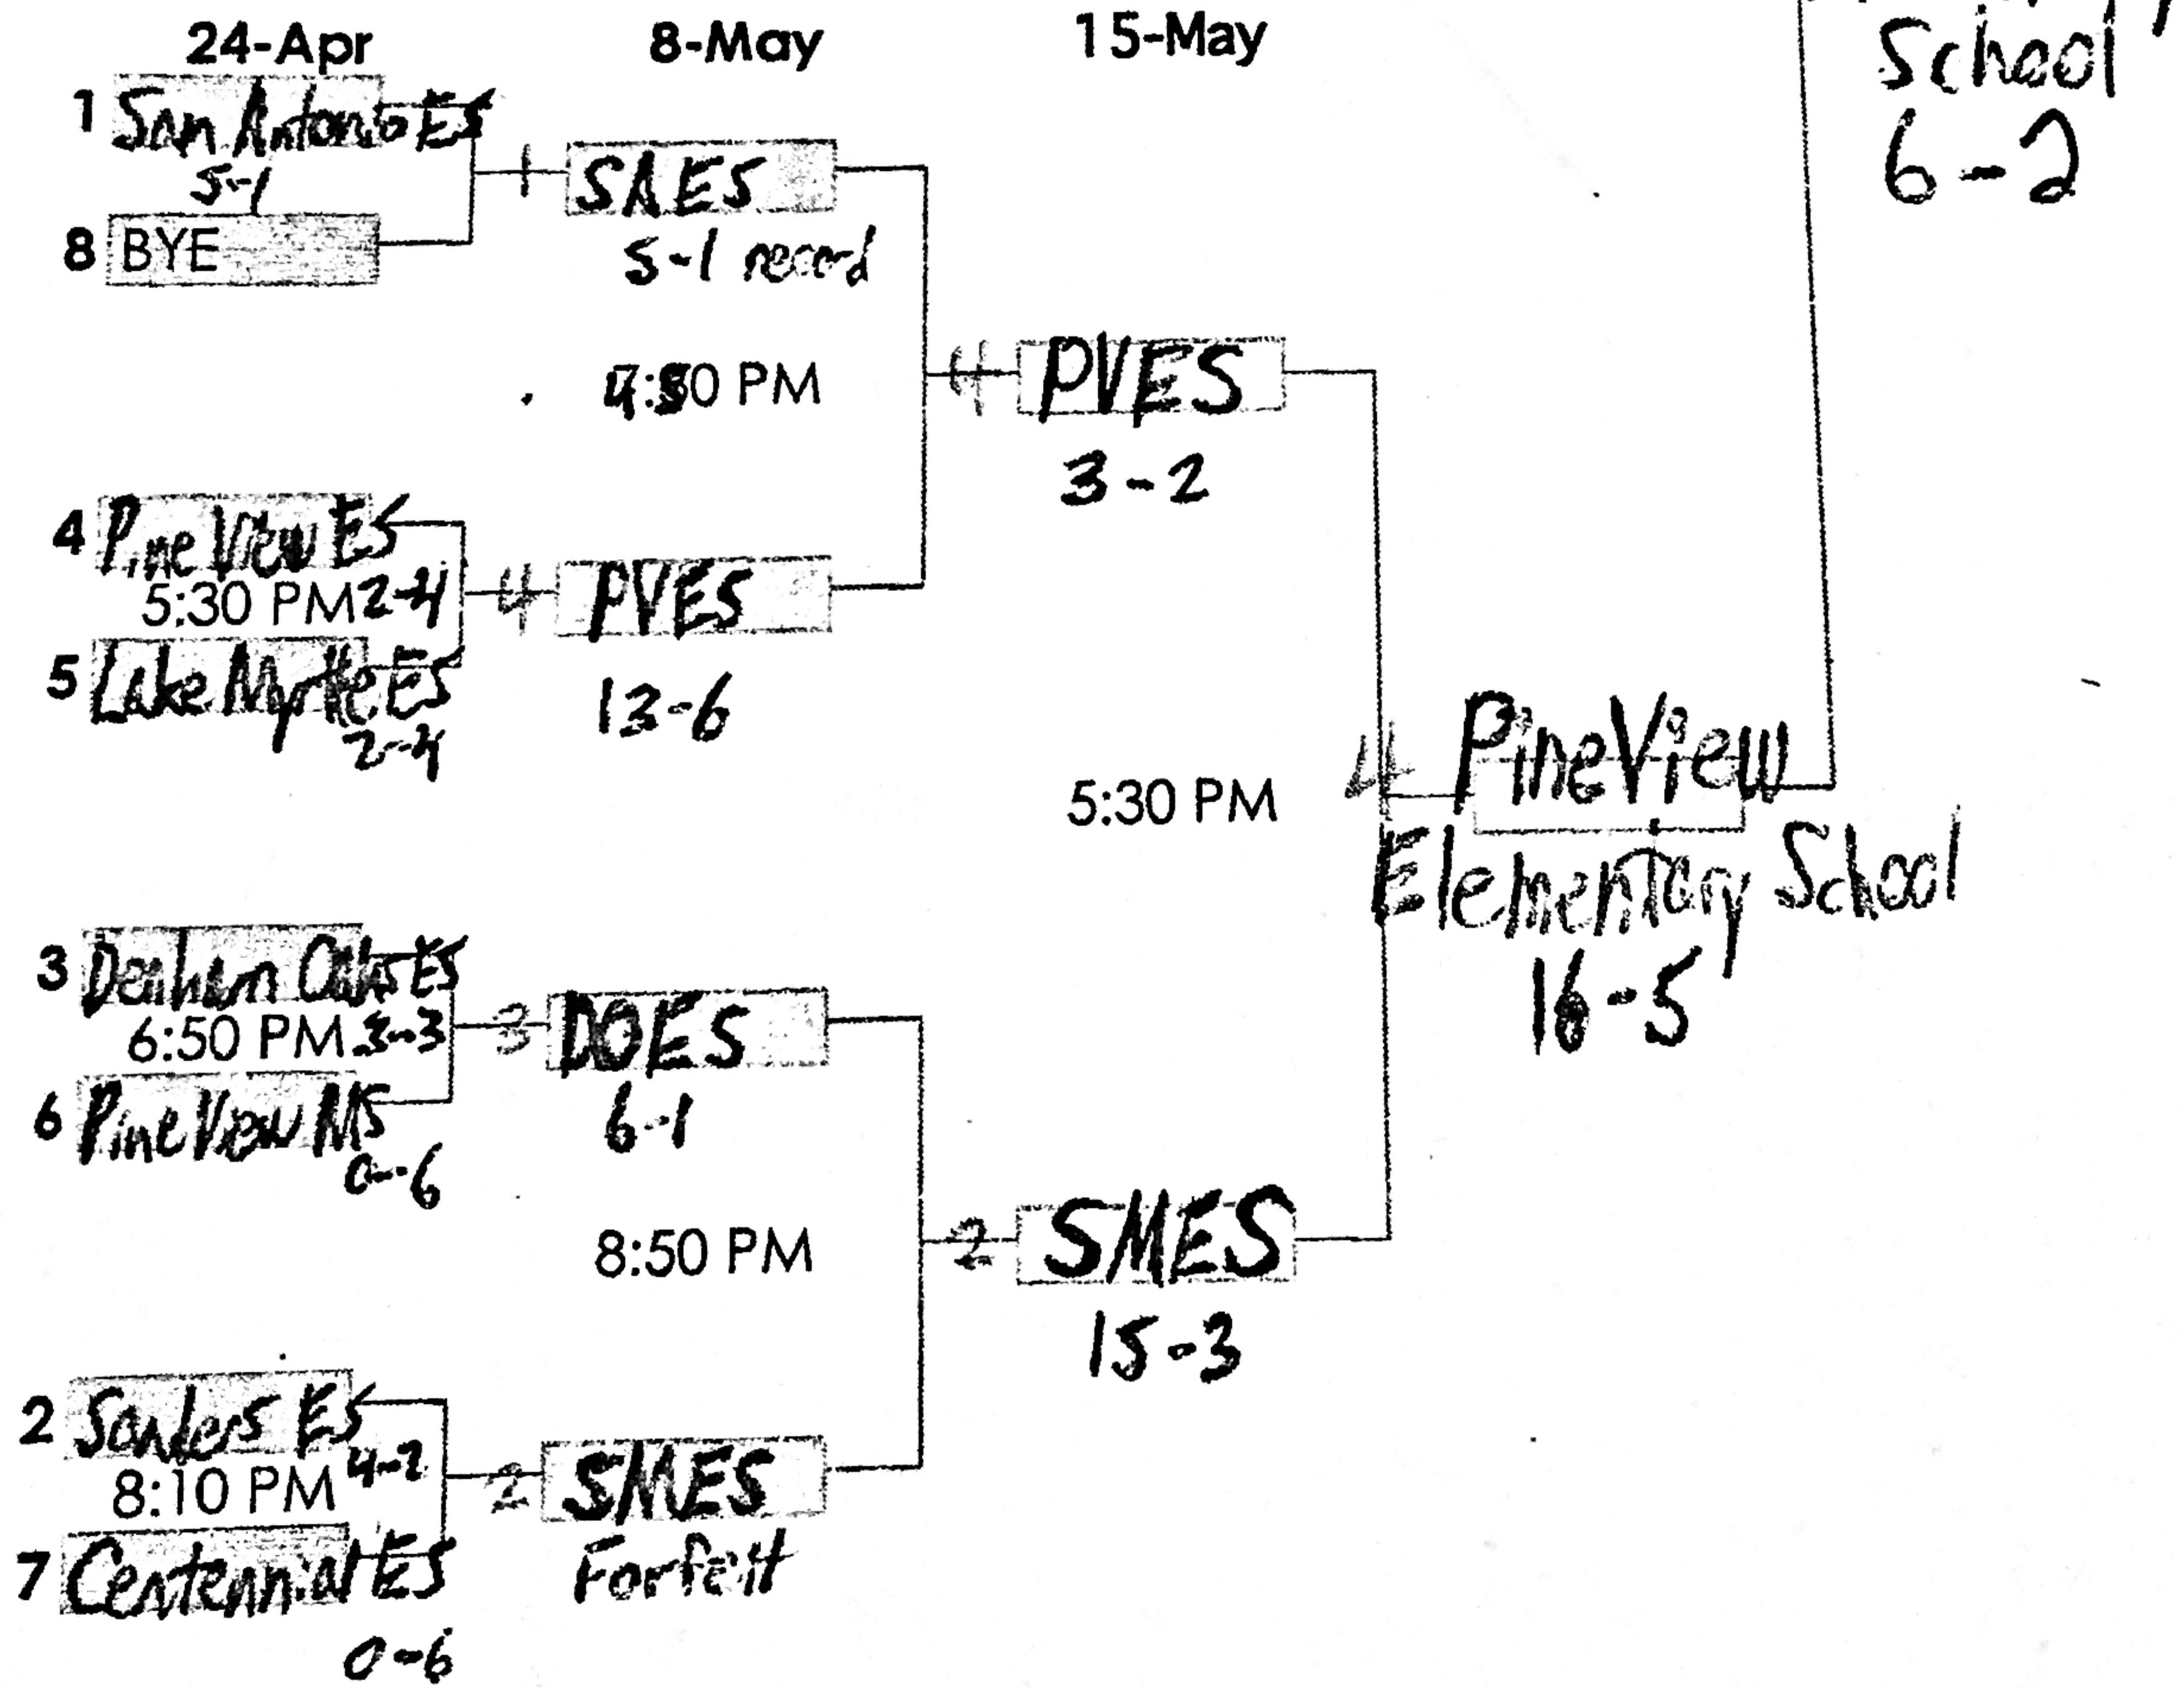 24-Apr 8-May 15-May
School
6-2
1 San Antonio ES
5-1
8 BYE
SAES
5-1 record
1
:50 PM
4 PVES
3-2
4 Pine View ES
5:30 PM 2-4
5 Lake Myrtle ES
2-4
4 PVES
13-6
5:30 PM
4 Pine View
Elementary School
16-5
3 Denham Oaks ES
6:50 PM 3-3
6 Pine View MS
0-6
3 DOES
6-1
8:50 PM
2 SMES
15-3
2 Sanders ES
8:10 PM 4-2
7 Centennial ES
0-6
2 SMES
Forfeit